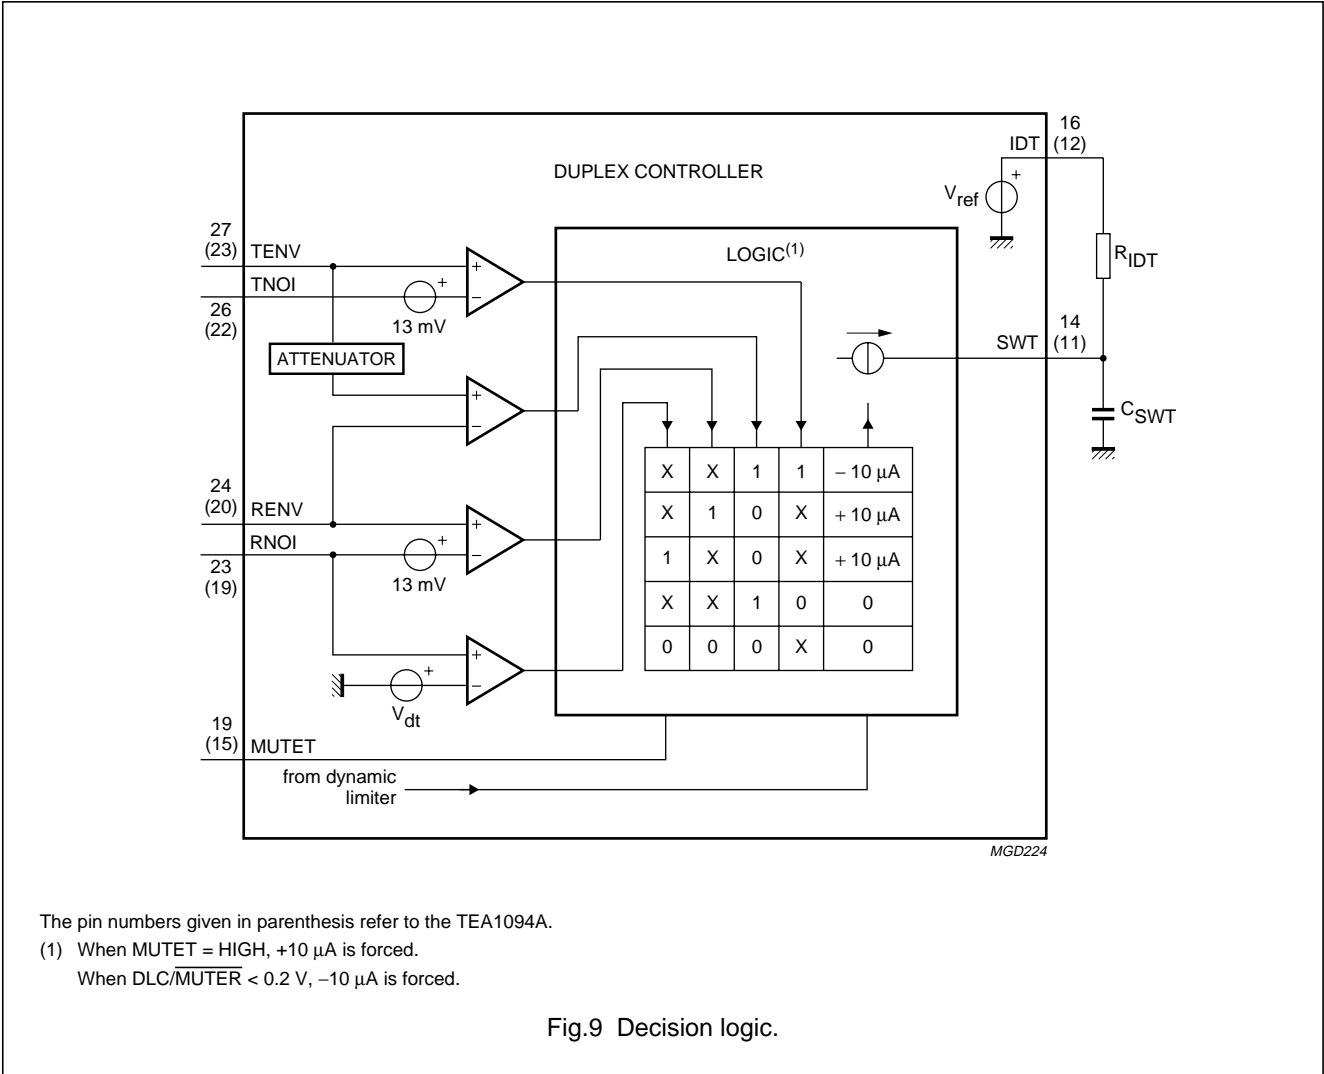 DUPLEX CONTROLLER
16
(12)
IDT
+
Vref
RIDT
27
(23)
TENV
TNOI
26
(22)
+
13 mV
+
−
LOGIC(1)
ATTENUATOR
+
−
SWT
14
(11)
CSWT
24
(20)
RENV
RNOI
23
(19)
+
13 mV
+
−
X X 1 1 − 10 μA
X 1 0 X + 10 μA
1 X 0 X + 10 μA
X X 1 0 0
0 0 0 X 0
+
Vdt
+
−
19
(15)
MUTET
from dynamic
limiter
MGD224
The pin numbers given in parenthesis refer to the TEA1094A.
(1) When MUTET = HIGH, +10 μA is forced.
When DLC/MUTER < 0.2 V, −10 μA is forced.
Fig.9 Decision logic.